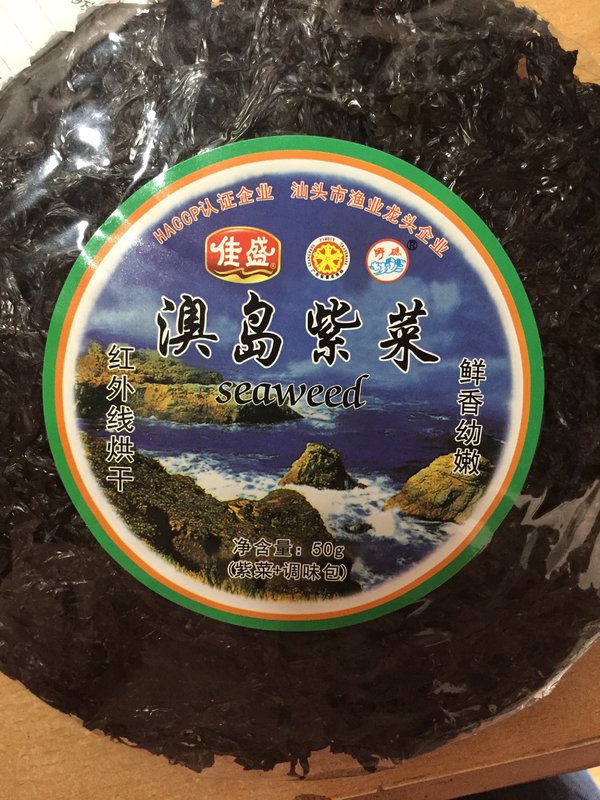 HACCP认证企业 汕头市渔业龙头企业
佳盛®
®
澳岛紫菜
seaweed
红外线烘干
鲜香幼嫩
净含量：50g
(紫菜+调味包)